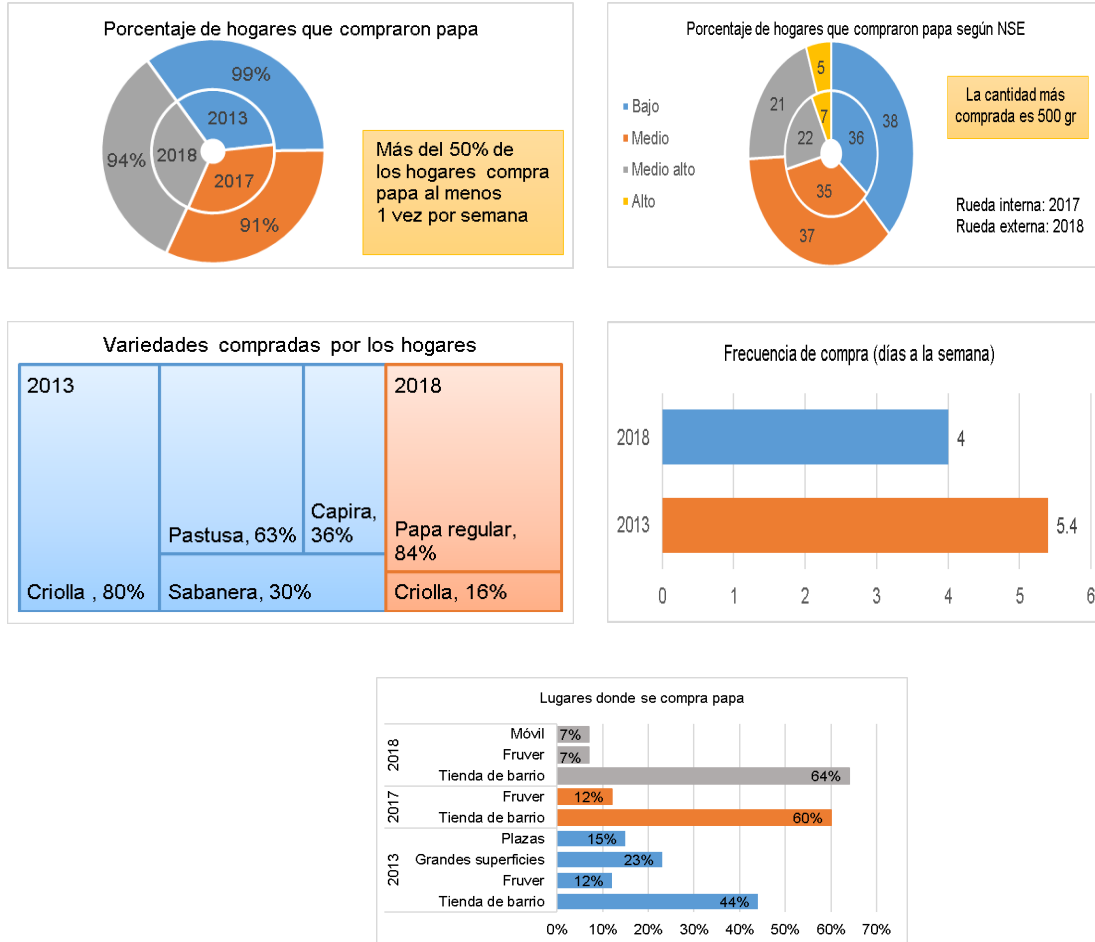 Porcentaje de hogares que compraron papa
99%
2013
2018
94%
2017
91%
Más del 50% de
los hogares compra
papa al menos
1 vez por semana
Porcentaje de hogares que compraron papa según NSE
Bajo
Medio
Medio alto
Alto
5
21
7
38
22
36
35
37
La cantidad más
comprada es 500 gr
Rueda interna: 2017
Rueda externa: 2018
Variedades compradas por los hogares
2013
2018
Capira,
Pastusa, 63%
36%
Papa regular,
84%
Criolla , 80%
Sabanera, 30%
Criolla, 16%
Frecuencia de compra (días a la semana)
2018
4
2013
5.4
0 1 2 3 4 5 6
Lugares donde se compra papa
2018
Móvil 7%
Fruver 7%
Tienda de barrio 64%
2017
Fruver 12%
Tienda de barrio 60%
2013
Plazas 15%
Grandes superficies 23%
Fruver 12%
Tienda de barrio 44%
0% 10% 20% 30% 40% 50% 60% 70%